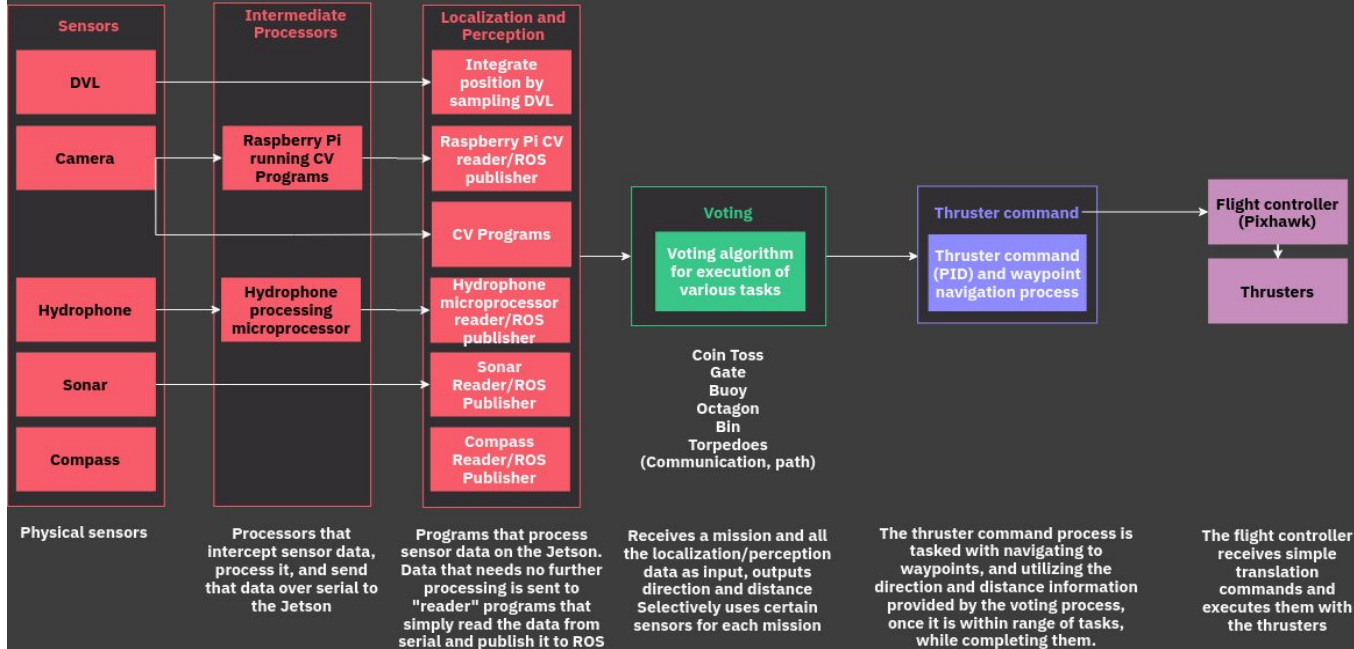 Sensors
DVL
Camera
Hydrophone
Sonar
Compass
Physical sensors
Intermediate
Processors
Raspberry Pi
running CV
Programs
Hydrophone
processing
microprocessor
Processors that
intercept sensor data,
process it, and send
that data over serial to
the Jetson
Localization and
Perception
Integrate
position by
sampling DVL
Raspberry Pi CV
reader/ROS
publisher
CV Programs
Hydrophone
microprocessor
reader/ROS
publisher
Sonar
Reader/ROS
Publisher
Compass
Reader/ROS
Publisher
Programs that process
sensor data on the Jetson.
Data that needs no further
processing is sent to
"reader" programs that
simply read the data from
serial and publish it to ROS
Voting
Voting algorithm
for execution of
various tasks
Coin Toss
Gate
Buoy
Octagon
Bin
Torpedoes
(Communication, path)
Receives a mission and all
the localization/perception
data as input, outputs
direction and distance
Selectively uses certain
sensors for each mission
Thruster command
Thruster command
(PID) and waypoint
navigation process
The thruster command process is
tasked with navigating to
waypoints, and utilizing the
direction and distance information
provided by the voting process,
once it is within range of tasks,
while completing them.
Flight controller
(Pixhawk)
Thrusters
The flight controller
receives simple
translation
commands and
executes them with
the thrusters